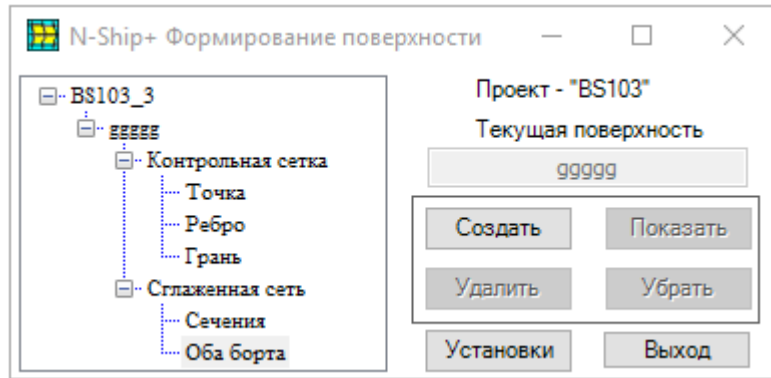 N-Ship+ Формирование поверхности
BS103_3
ggggg
Контрольная сетка
Точка
Ребро
Грань
Сглаженная сеть
Сечения
Оба борта
Проект - "BS103"
Текущая поверхность
ggggg
Создать
Показать
Удалить
Убрать
Установки
Выход